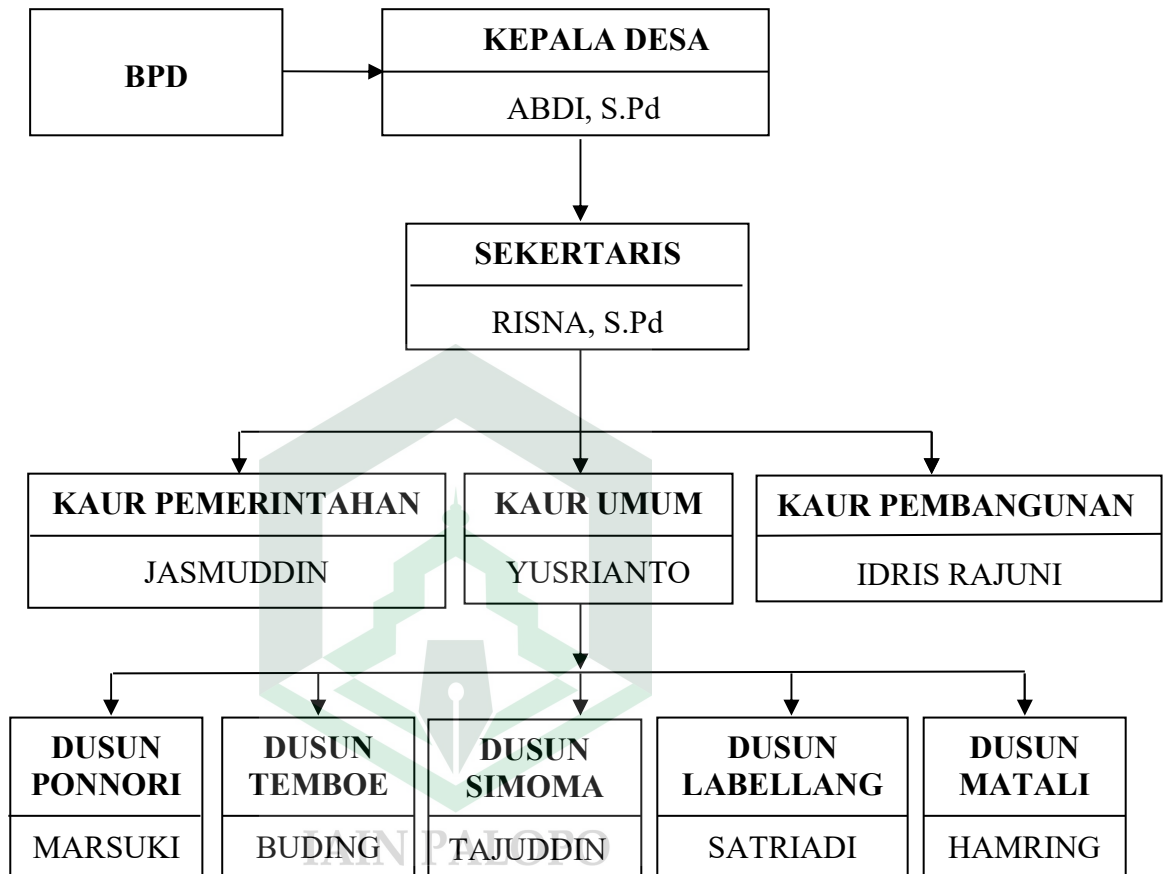 BPD
KEPALA DESA
ABDI, S.Pd
SEKERTARIS
RISNA, S.Pd
KAUR PEMERINTAHAN
JASMUDDIN
KAUR UMUM
YUSRIANTO
KAUR PEMBANGUNAN
IDRIS RAJUNI
DUSUN
PONNORI
MARSUKI
DUSUN
TEMBOE
BUDING
DUSUN
SIMOMA
TAJUDDIN
DUSUN
LABELLANG
SATRIADI
DUSUN
MATALI
HAMRING
IAIN PALOPO